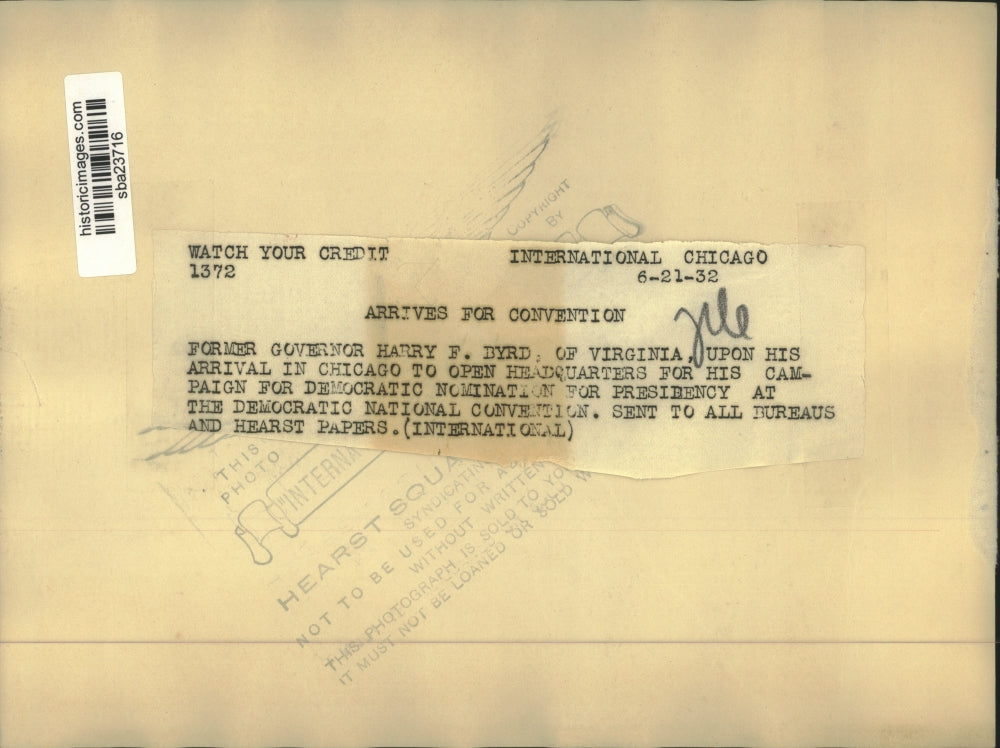 historicimages.com
sba23716
WATCH YOUR CREDIT INTERNATIONAL CHICAGO
1372 6-21-32
ARRIVES FOR CONVENTION
FORMER GOVERNOR HARRY F. BYRD, OF VIRGINIA, UPON HIS
ARRIVAL IN CHICAGO TO OPEN HEADQUARTERS FOR HIS CAM-
PAIGN FOR DEMOCRATIC NOMINATION FOR PRESIDENCY AT
THE DEMOCRATIC NATIONAL CONVENTION. SENT TO ALL BUREAUS
AND HEARST PAPERS.(INTERNATIONAL)
COPYRIGHT
BY
THIS
PHOTO
"INTERNA
HEARST SQUA
SYNDICATIN
NOT TO BE USED FOR A
WITHOUT WRITTEN
THIS PHOTOGRAPH IS SOLD TO YO
IT MUST NOT BE LOANED OR SOLD W